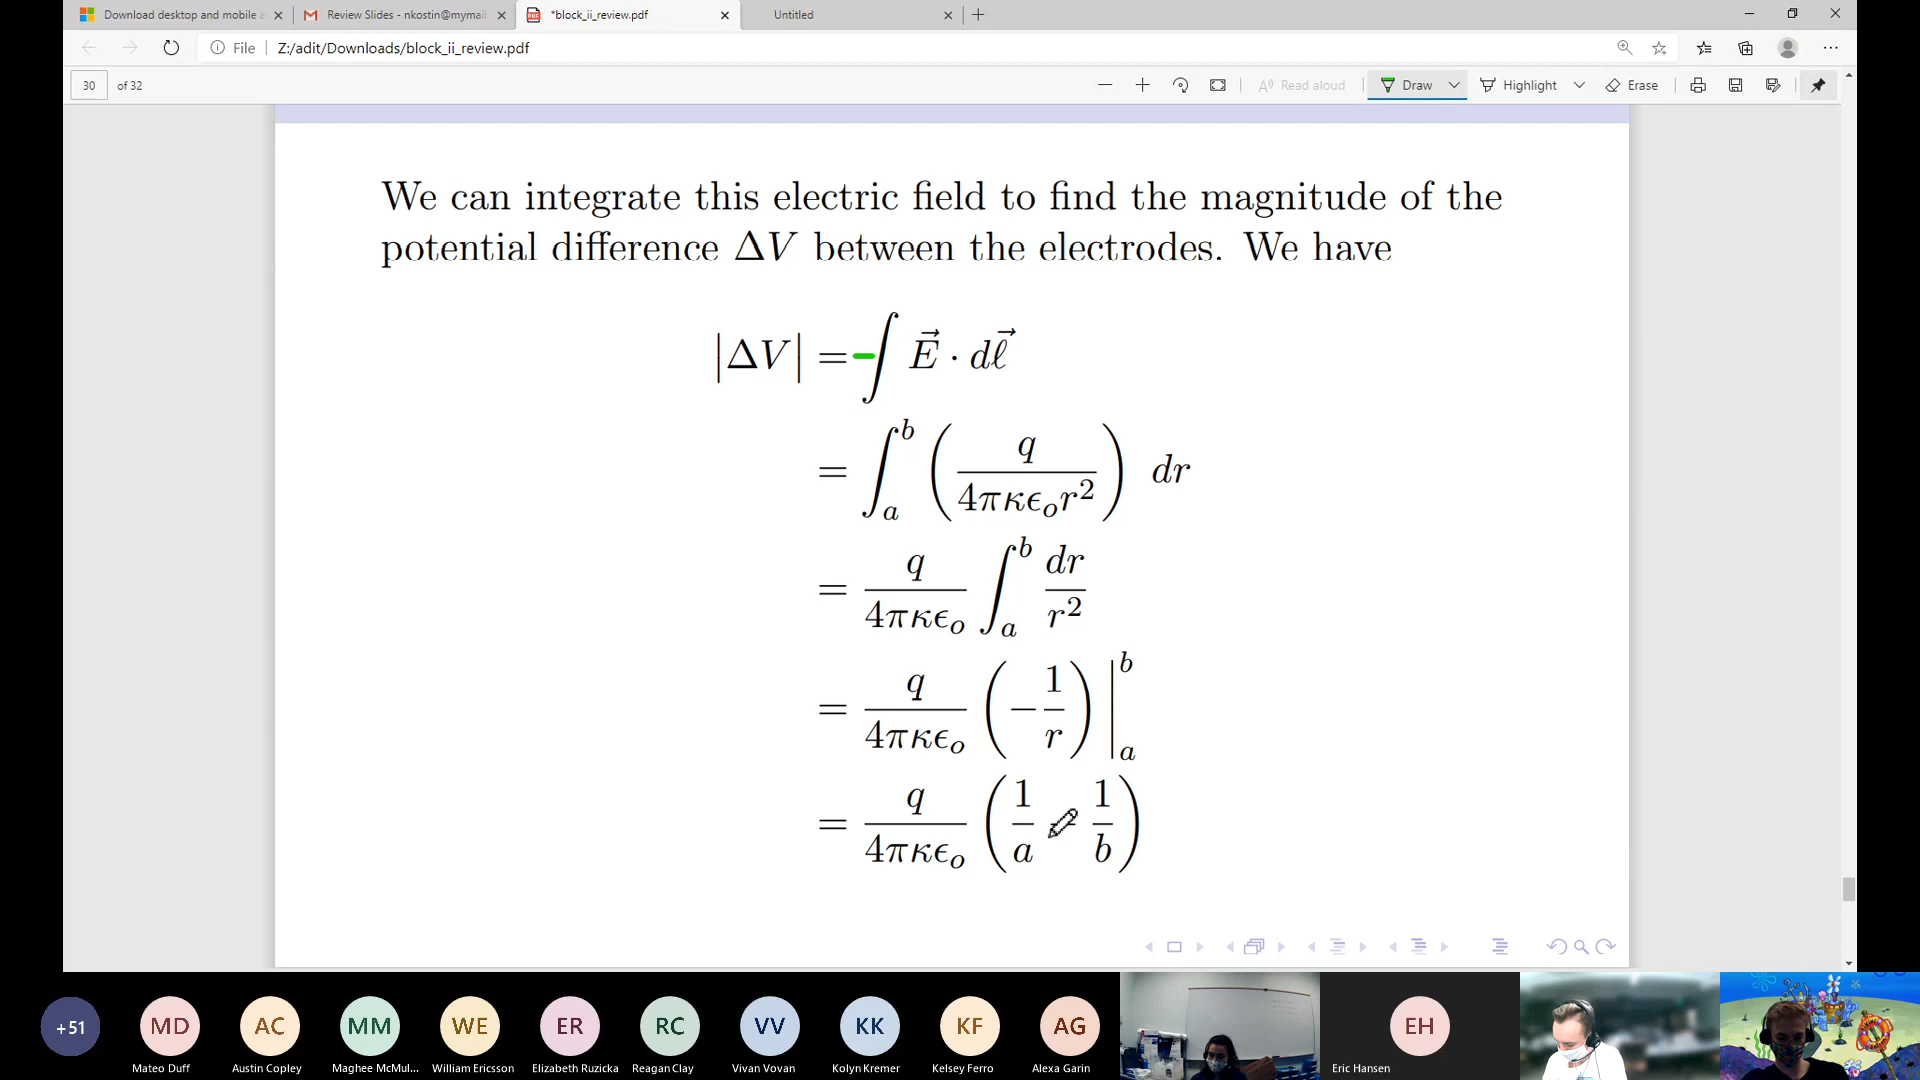 Download desktop and mobile a
Review Slides - nkostin@mymail
*block_ii_review.pdf
Untitled
File
Z:/adit/Downloads/block_ii_review.pdf
30 of 32
Read aloud
Draw
Highlight
Erase
We can integrate this electric field to find the magnitude of the
potential difference ΔV between the electrodes. We have
|ΔV| = -∫ E⃗ · dℓ⃗
= ∫_a^b (q / 4πκϵ_o r²) dr
= q / 4πκϵ_o ∫_a^b dr / r²
= q / 4πκϵ_o (−1/r) |_a^b
= q / 4πκϵ_o (1/a 1/b)
+51
MD
AC
MM
WE
ER
RC
VV
KK
KF
AG
EH
Mateo Duff
Austin Copley
Maghee McMul...
William Ericsson
Elizabeth Ruzicka
Reagan Clay
Vivan Vovan
Kolyn Kremer
Kelsey Ferro
Alexa Garin
Eric Hansen